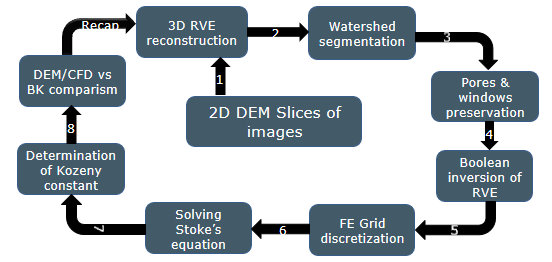 Recap
3D RVE
reconstruction
2
Watershed
segmentation
3
DEM/CFD vs
BK comparism
1
Pores &
windows
preservation
2D DEM Slices of
images
8
4
Determination
of Kozeny
constant
Boolean
inversion of
RVE
7
Solving
Stoke's
equation
6
FE Grid
discretization
5